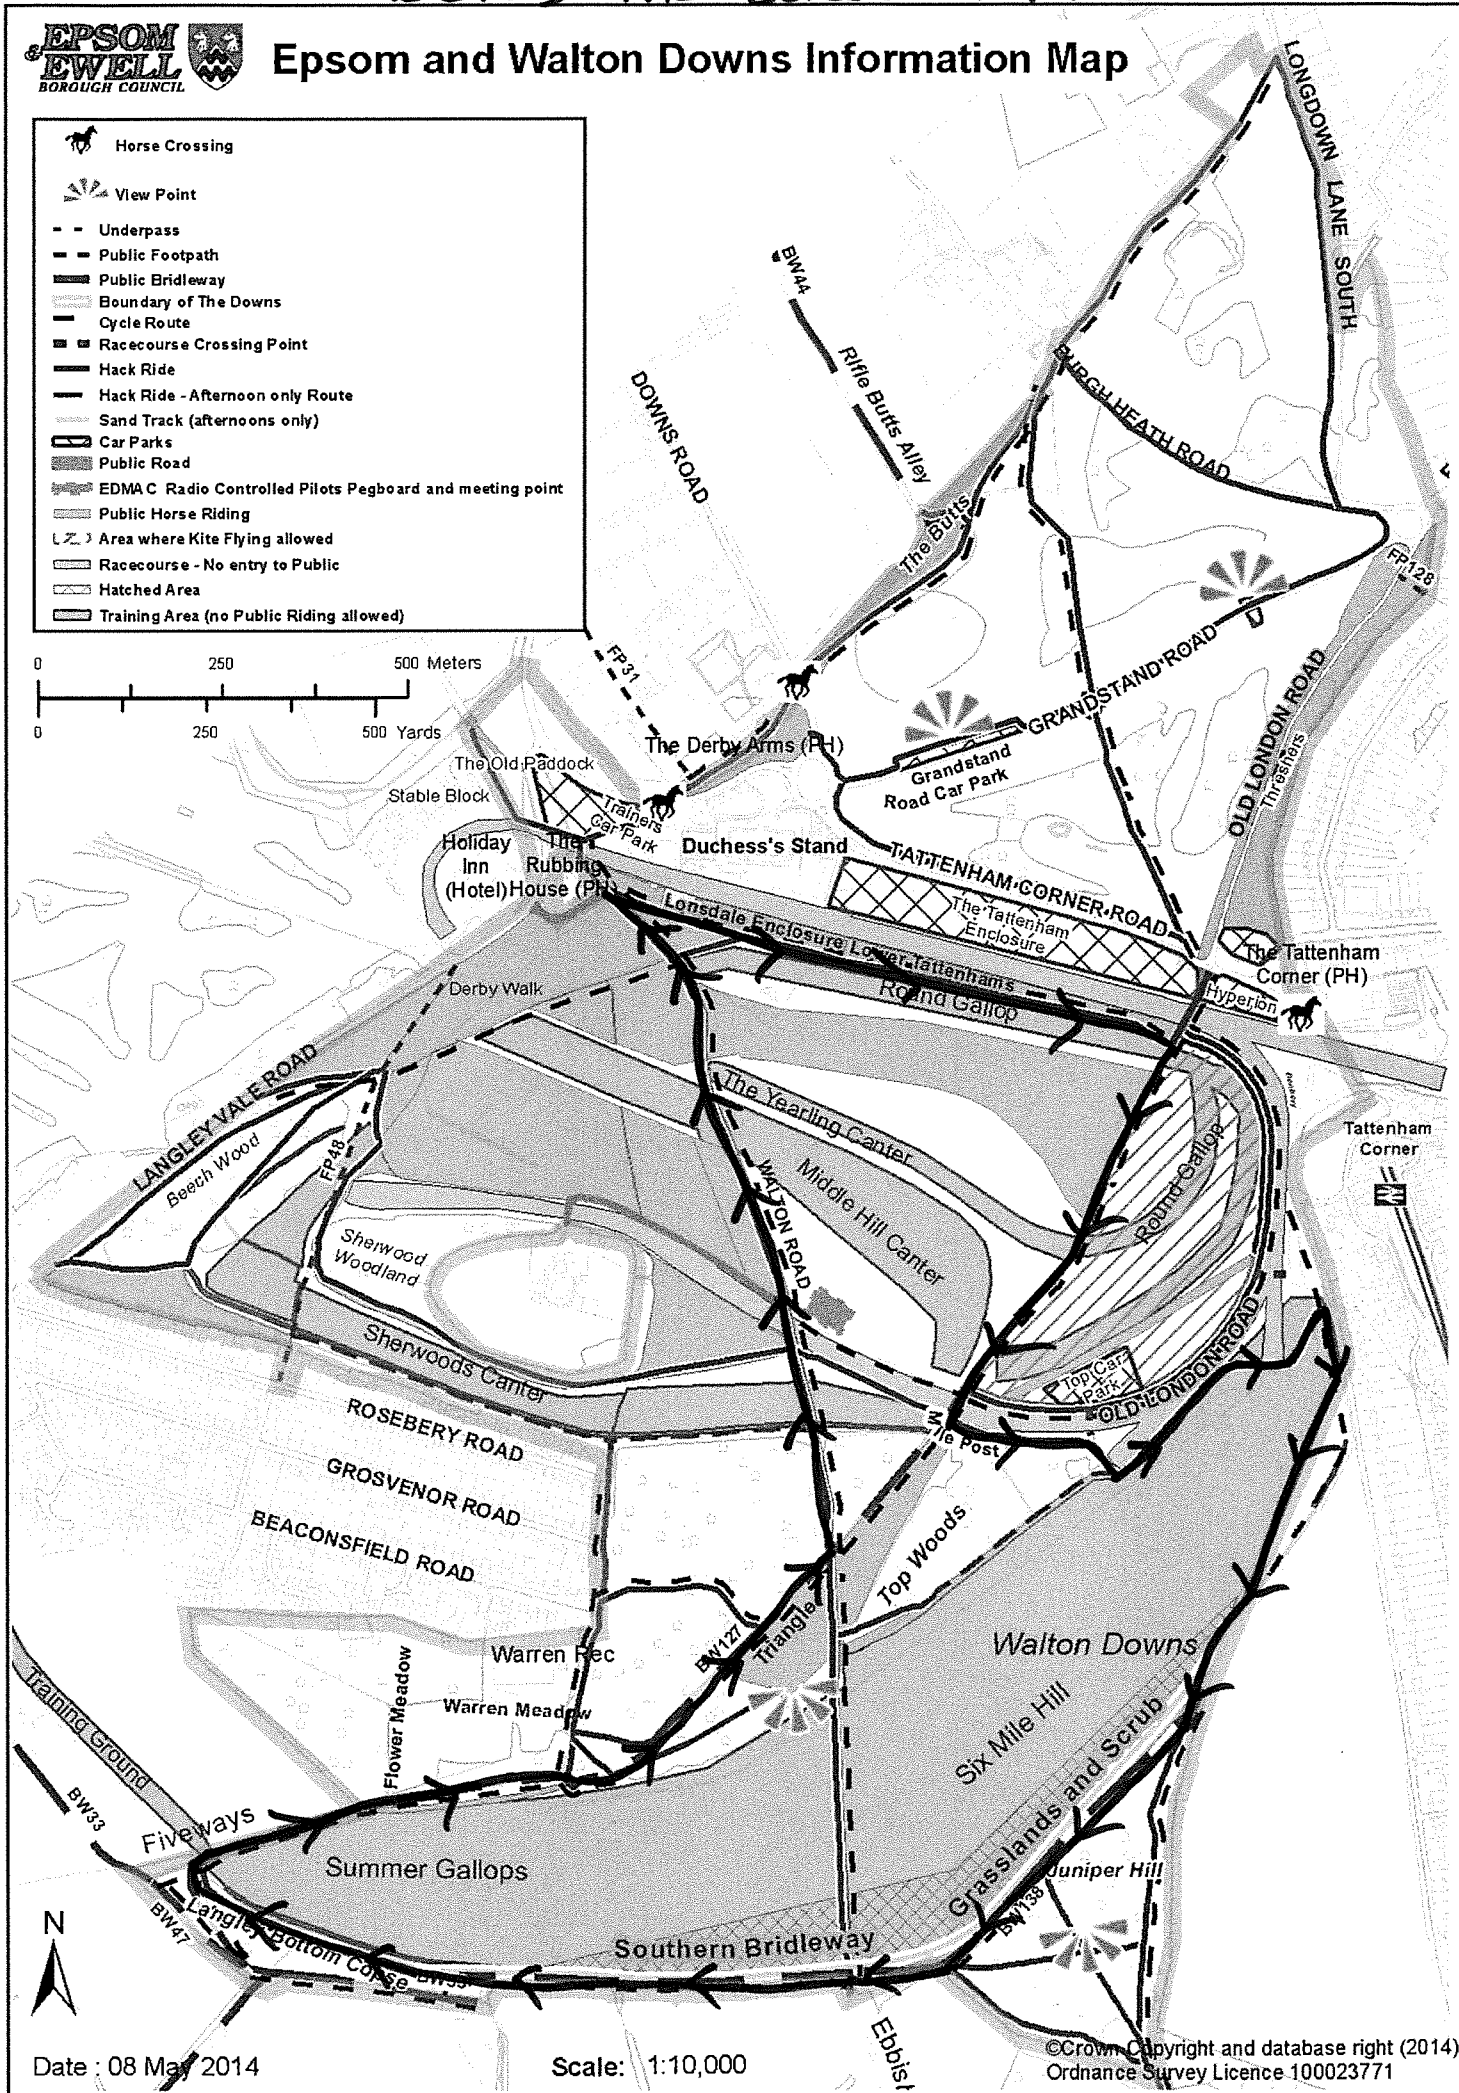 EPSOM
& EWELL
BOROUGH COUNCIL
Epsom and Walton Downs Information Map
Horse Crossing
View Point
Underpass
Public Footpath
Public Bridleway
Boundary of The Downs
Cycle Route
Racecourse Crossing Point
Hack Ride
Hack Ride - Afternoon only Route
Sand Track (afternoons only)
Car Parks
Public Road
EDMAC Radio Controlled Pilots Pegboard and meeting point
Public Horse Riding
Area where Kite Flying allowed
Racecourse - No entry to Public
Hatched Area
Training Area (no Public Riding allowed)
0 250 500 Meters
0 250 500 Yards
LONGDOWN LANE SOUTH
BW44
Rifle Butts Alley
DOWNS ROAD
BURGH HEATH ROAD
The Butts
FP128
FP31
GRANDSTAND ROAD
OLD LONDON ROAD
Threshers
The Derby Arms (PH)
Grandstand
Road Car Park
The Old Paddock
Stable Block
Trainers
Car Park
Holiday
Inn
(Hotel)
The
Rubbing
House (PH)
Duchess's Stand
TATTENHAM CORNER ROAD
The Tattenham
Enclosure
Lonsdale Enclosure Lower Tattenhams
The Tattenham
Corner (PH)
Hyperion
Derby Walk
Round Gallop
LANGLEY VALE ROAD
Beech Wood
FP48
The Yearling Canter
Middle Hill Canter
WALTON ROAD
Round Gallop
Tattenham
Corner
Sherwood
Woodland
Sherwoods Canter
Top Car
Park
OLD LONDON ROAD
Mile Post
ROSEBERY ROAD
GROSVENOR ROAD
BEACONSFIELD ROAD
Top Woods
Walton Downs
BW127
Triangle
Warren Rec
Warren Meadow
Flower Meadow
Six Mile Hill
Grasslands and Scrub
Training Ground
BW33
Fiveways
Summer Gallops
Juniper Hill
BW138
BW47
Langley Bottom Copse
BW33
Southern Bridleway
N
Date : 08 May 2014
Scale: 1:10,000
©Crown Copyright and database right (2014)
Ordnance Survey Licence 100023771